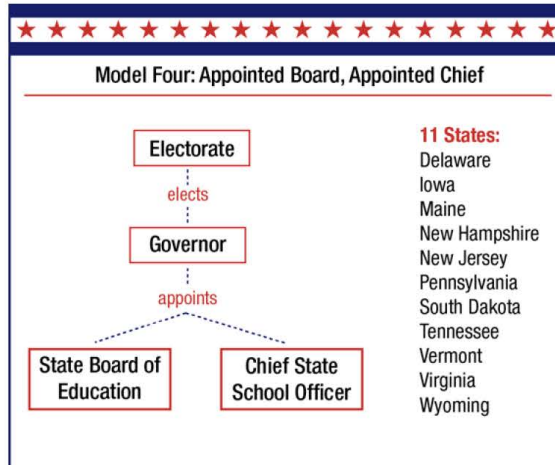 Model Four: Appointed Board, Appointed Chief
Electorate
elects
Governor
appoints
State Board of
Education
Chief State
School Officer
11 States:
Delaware
Iowa
Maine
New Hampshire
New Jersey
Pennsylvania
South Dakota
Tennessee
Vermont
Virginia
Wyoming